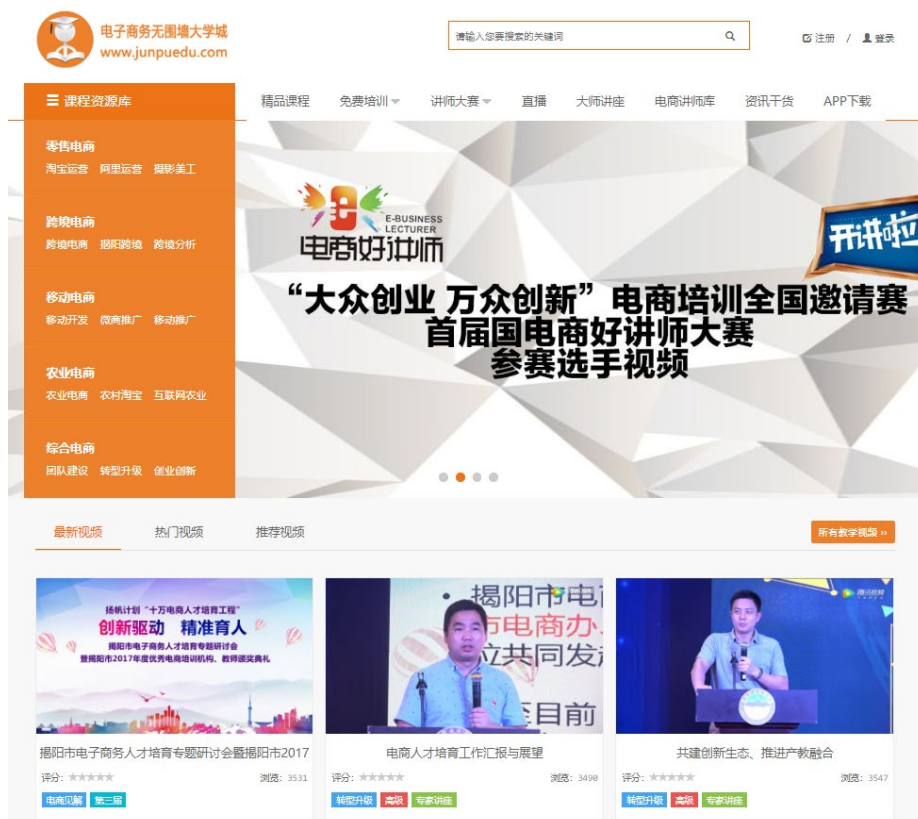 电子商务无围墙大学城
www.junpuedu.com
请输入您要搜索的关键词
注册 / 登录
课程资源库
精品课程 免费培训 讲师大赛 直播 大师讲座 电商讲师库 资讯干货 APP下载
零售电商
淘宝运营 阿里运营 摄影美工
跨境电商
跨境电商 揭阳跨境 跨境分析
移动电商
移动开发 微商推广 移动推广
农业电商
农业电商 农村淘宝 互联网农业
综合电商
团队建设 转型升级 创业创新
E-BUSINESS
LECTURER
电商好讲师
开讲啦
“大众创业 万众创新”电商培训全国邀请赛
首届国电商好讲师大赛
参赛选手视频
最新视频 热门视频 推荐视频
所有教学视频 »
扬帆计划“十万电商人才培育工程”
创新驱动 精准育人
揭阳市电子商务人才培育专题研讨会
暨揭阳市2017年度优秀电商培训机构、教师颁奖典礼
揭阳市电子商务人才培育专题研讨会暨揭阳市2017
评分: 浏览: 3531
电商见解 第三届
• 揭阳市电
市电商办
位共同发
至目前
电商人才培育工作汇报与展望
评分: 浏览: 3490
转型升级 高级 专家讲座
腾讯视频
共建创新生态、推进产教融合
评分: 浏览: 3547
转型升级 高级 专家讲座